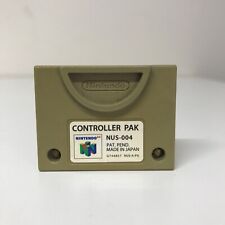 Nintendo
CONTROLLER PAK
NUS-004
PAT. PEND.
MADE IN JAPAN
NINTENDO 64